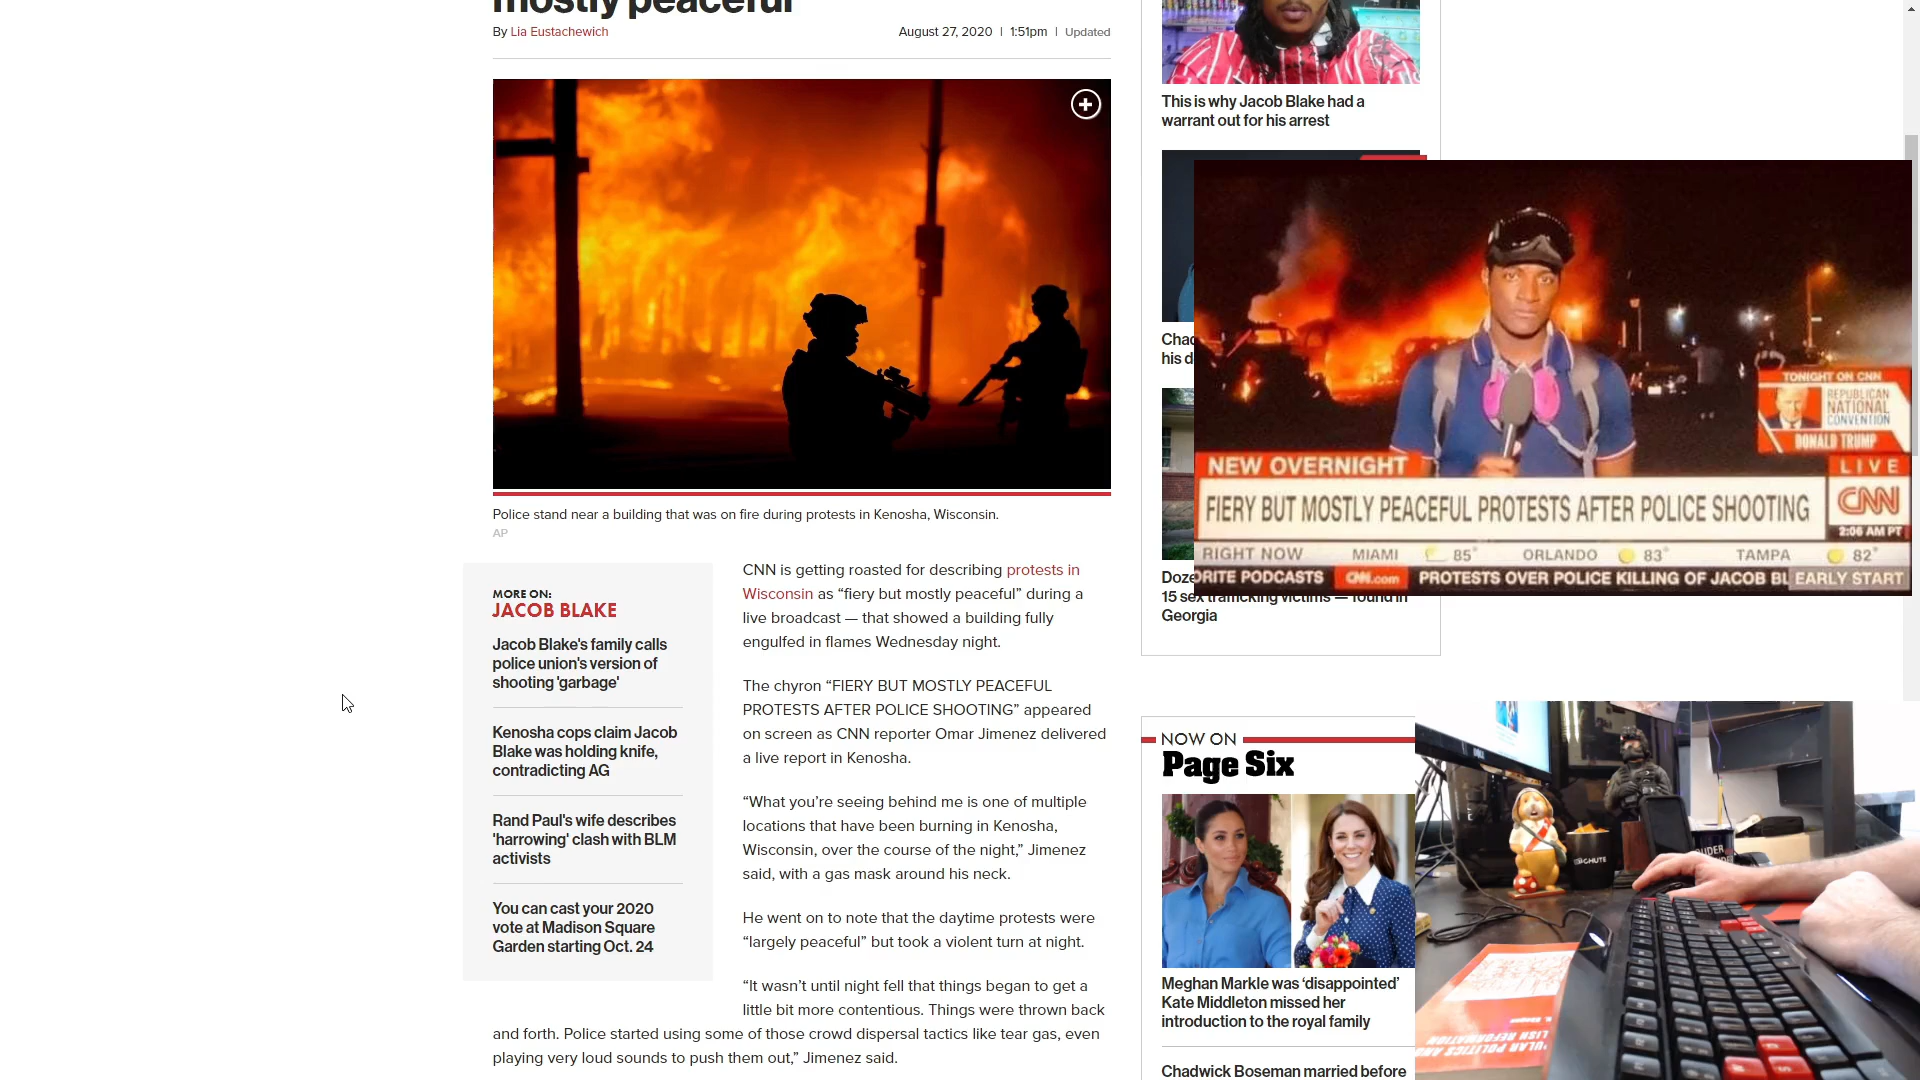 mostly peaceful
By Lia Eustachewich
August 27, 2020 | 1:51pm | Updated
Police stand near a building that was on fire during protests in Kenosha, Wisconsin.
AP
MORE ON:
JACOB BLAKE
Jacob Blake's family calls
police union's version of
shooting 'garbage'
Kenosha cops claim Jacob
Blake was holding knife,
contradicting AG
Rand Paul's wife describes
'harrowing' clash with BLM
activists
You can cast your 2020
vote at Madison Square
Garden starting Oct. 24
CNN is getting roasted for describing protests in
Wisconsin as “fiery but mostly peaceful” during a
live broadcast — that showed a building fully
engulfed in flames Wednesday night.
The chyron “FIERY BUT MOSTLY PEACEFUL
PROTESTS AFTER POLICE SHOOTING” appeared
on screen as CNN reporter Omar Jimenez delivered
a live report in Kenosha.
“What you’re seeing behind me is one of multiple
locations that have been burning in Kenosha,
Wisconsin, over the course of the night,” Jimenez
said, with a gas mask around his neck.
He went on to note that the daytime protests were
“largely peaceful” but took a violent turn at night.
“It wasn’t until night fell that things began to get a
little bit more contentious. Things were thrown back
and forth. Police started using some of those crowd dispersal tactics like tear gas, even
playing very loud sounds to push them out,” Jimenez said.
This is why Jacob Blake had a
warrant out for his arrest
Chad
his d
Doze
15 sex trafficking victims — found in
Georgia
TONIGHT ON CNN
REPUBLICAN
NATIONAL
CONVENTION
DONALD TRUMP
NEW OVERNIGHT
LIVE
FIERY BUT MOSTLY PEACEFUL PROTESTS AFTER POLICE SHOOTING
CNN
2:06 AM PT
RIGHT NOW MIAMI 85° ORLANDO 83° TAMPA 82°
ORITE PODCASTS CNN.com PROTESTS OVER POLICE KILLING OF JACOB BL EARLY START
NOW ON
Page Six
Meghan Markle was ‘disappointed’
Kate Middleton missed her
introduction to the royal family
Chadwick Boseman married before